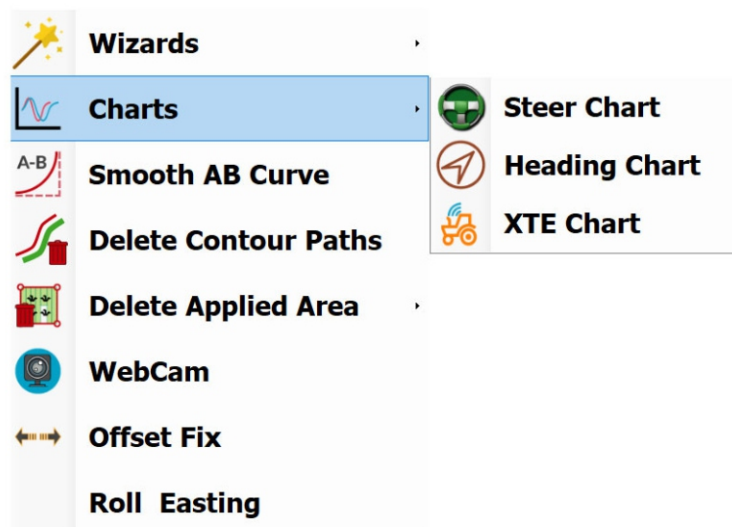 Wizards
Charts
Steer Chart
Heading Chart
XTE Chart
A-B
Smooth AB Curve
Delete Contour Paths
Delete Applied Area
WebCam
Offset Fix
Roll Easting